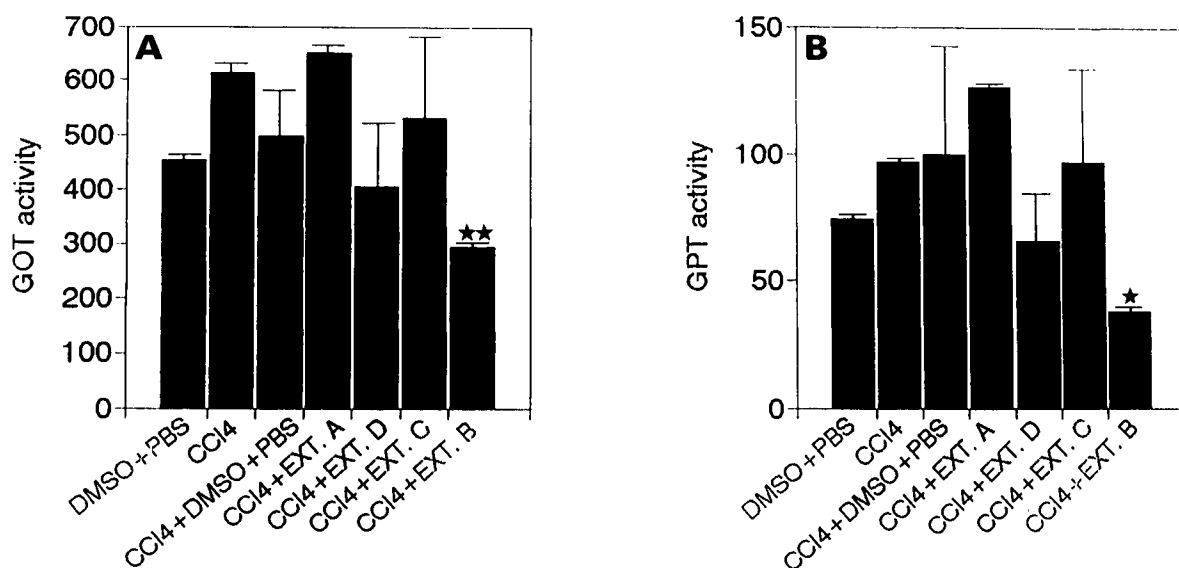 A
GOT activity
700
600
500
400
300
200
100
0
★★
DMSO+PBS
CCl4
CCl4+DMSO+PBS
CCl4+EXT. A
CCl4+EXT. D
CCl4+EXT. C
CCl4+EXT. B
B
GPT activity
150
100
50
0
★
DMSO+PBS
CCl4
CCl4+DMSO+PBS
CCl4+EXT. A
CCl4+EXT. D
CCl4+EXT. C
CCl4+EXT. B